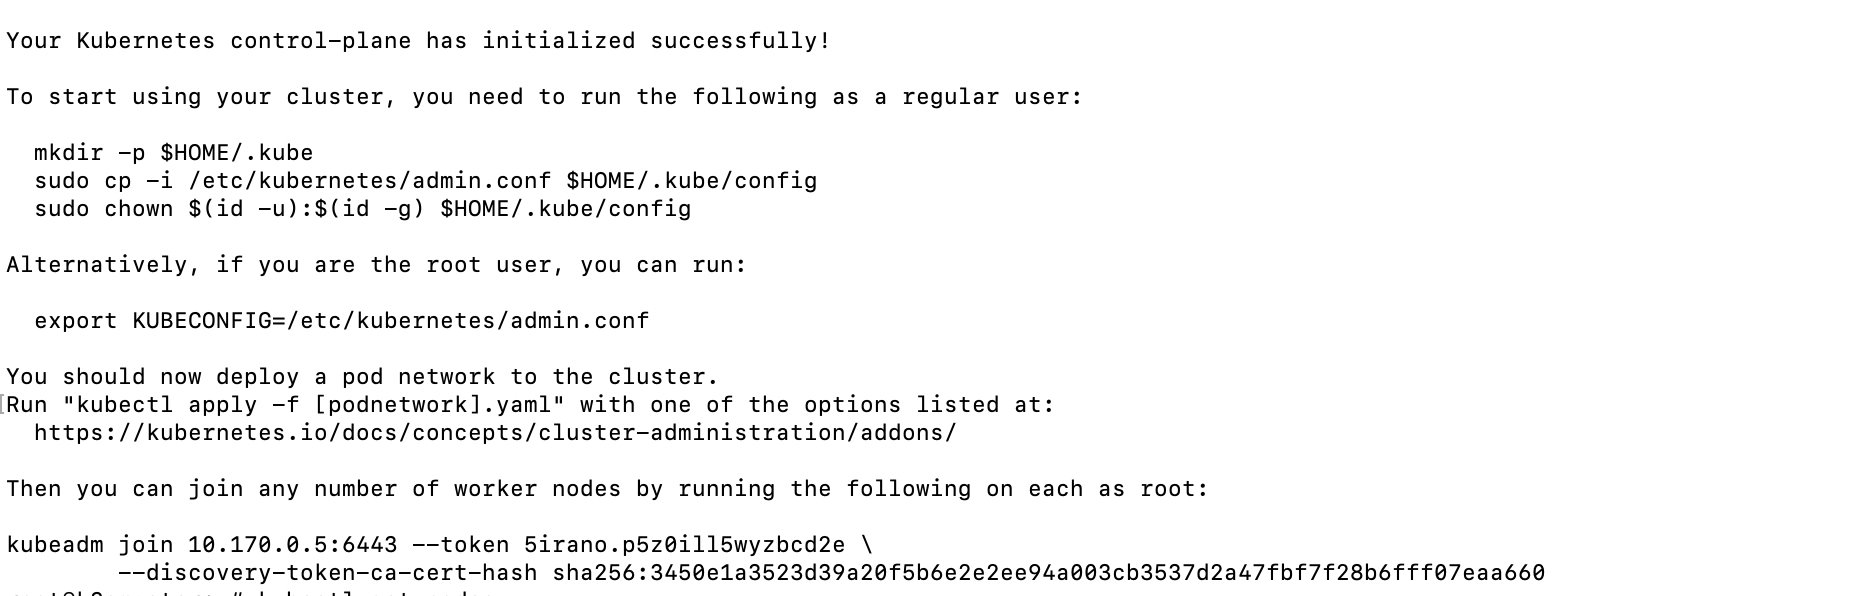 Your Kubernetes control-plane has initialized successfully!
To start using your cluster, you need to run the following as a regular user:
mkdir -p $HOME/.kube
sudo cp -i /etc/kubernetes/admin.conf $HOME/.kube/config
sudo chown $(id -u):$(id -g) $HOME/.kube/config
Alternatively, if you are the root user, you can run:
export KUBECONFIG=/etc/kubernetes/admin.conf
You should now deploy a pod network to the cluster.
Run "kubectl apply -f [podnetwork].yaml" with one of the options listed at:
https://kubernetes.io/docs/concepts/cluster-administration/addons/
Then you can join any number of worker nodes by running the following on each as root:
kubeadm join 10.170.0.5:6443 --token 5irano.p5z0ill5wyzbcd2e \
--discovery-token-ca-cert-hash sha256:3450e1a3523d39a20f5b6e2e2ee94a003cb3537d2a47fbf7f28b6fff07eaa660